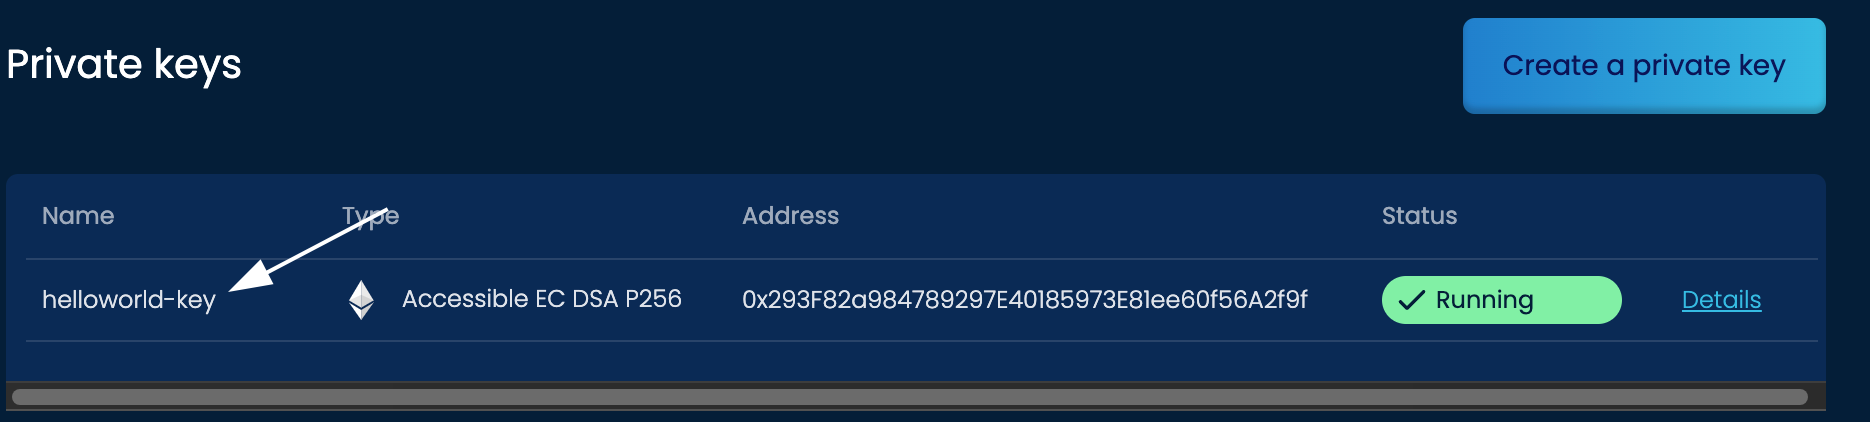 Private keys
Create a private key
Name Type Address Status
helloworld-key Accessible EC DSA P256 0x293F82a984789297E40185973E81ee60f56A2f9f Running Details